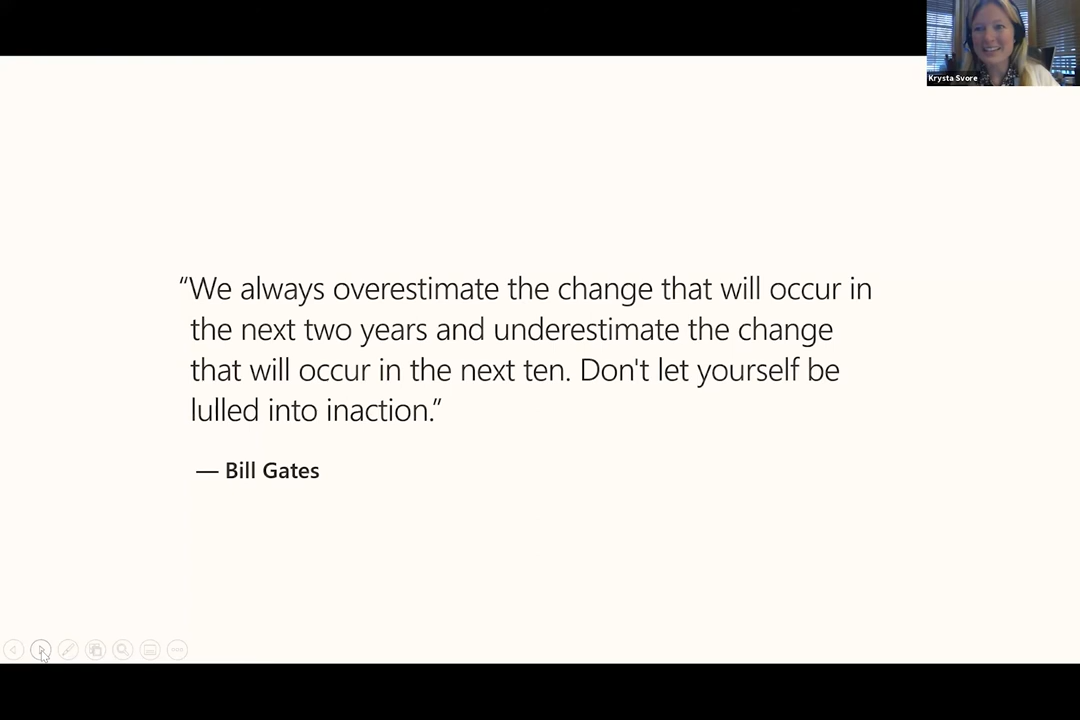 Krysta Svore
“We always overestimate the change that will occur in
the next two years and underestimate the change
that will occur in the next ten. Don't let yourself be
lulled into inaction.”
— Bill Gates